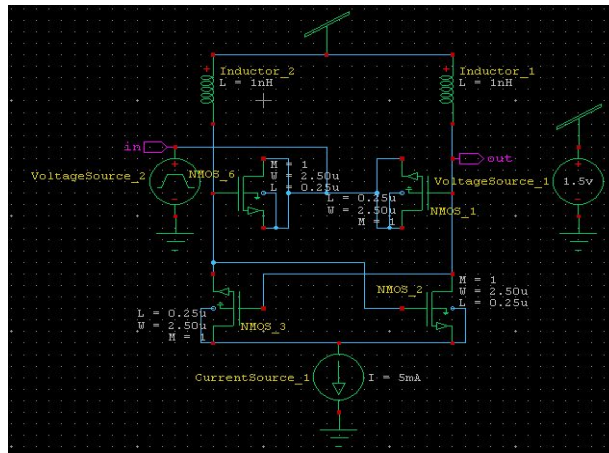 Inductor_2
L = 1nH
Inductor_1
L = 1nH
in
out
VoltageSource_2
NMOS_6
M = 1
W = 2.50u
L = 0.25u
L = 0.25u
W = 2.50u
M = 1
VoltageSource_1
1.5v
NMOS_1
L = 0.25u
W = 2.50u
M = 1
NMOS_3
NMOS_2
M = 1
W = 2.50u
L = 0.25u
CurrentSource_1
I = 5mA